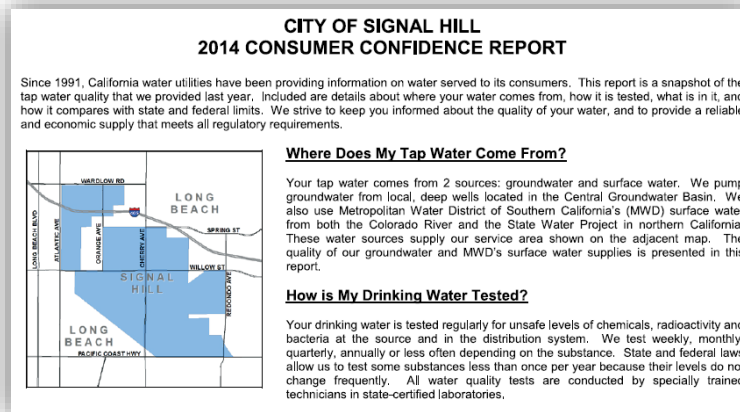 CITY OF SIGNAL HILL
2014 CONSUMER CONFIDENCE REPORT
Since 1991, California water utilities have been providing information on water served to its consumers. This report is a snapshot of the
tap water quality that we provided last year. Included are details about where your water comes from, how it is tested, what is in it, and
how it compares with state and federal limits. We strive to keep you informed about the quality of your water, and to provide a reliable
and economic supply that meets all regulatory requirements.
Where Does My Tap Water Come From?
Your tap water comes from 2 sources: groundwater and surface water. We pump
groundwater from local, deep wells located in the Central Groundwater Basin. We
also use Metropolitan Water District of Southern California's (MWD) surface wate
from both the Colorado River and the State Water Project in northern California
These water sources supply our service area shown on the adjacent map. The
quality of our groundwater and MWD's surface water supplies is presented in this
report.
How is My Drinking Water Tested?
Your drinking water is tested regularly for unsafe levels of chemicals, radioactivity and
bacteria at the source and in the distribution system. We test weekly, monthly
quarterly, annually or less often depending on the substance. State and federal laws
allow us to test some substances less than once per year because their levels do no
change frequently. All water quality tests are conducted by specially trained
technicians in state-certified laboratories.
WARDLOW RD
LONG
BEACH
LONG BEACH BLVD
ATLANTIC AVE
ORANGE AVE
CHERRY AVE
SPRING ST
WILLOW ST
SIGNAL
HILL
REDONDO AVE
LONG
BEACH
PACIFIC COAST HWY